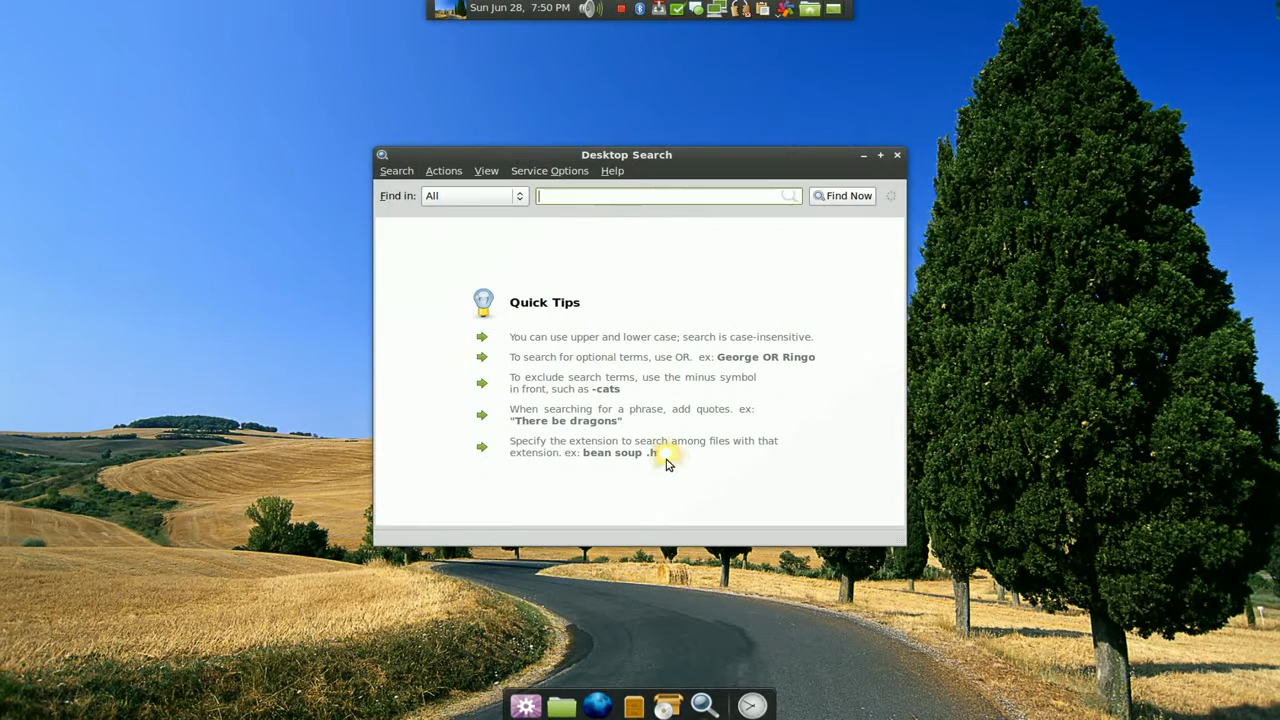 Sun Jun 28, 7:50 PM
Desktop Search
Search Actions View Service Options Help
Find in: All Find Now
Quick Tips
You can use upper and lower case; search is case-insensitive.
To search for optional terms, use OR. ex: George OR Ringo
To exclude search terms, use the minus symbol
in front, such as -cats
When searching for a phrase, add quotes. ex:
"There be dragons"
Specify the extension to search among files with that
extension. ex: bean soup .h